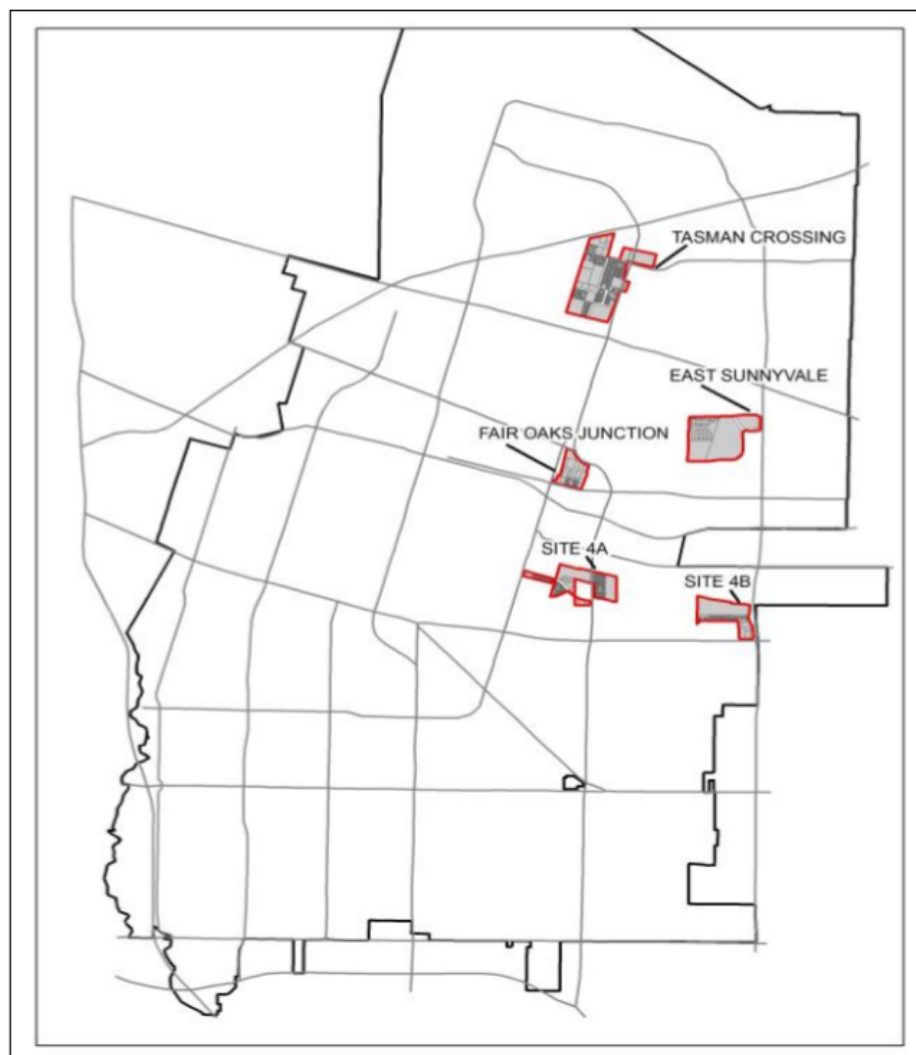 TASMAN CROSSING
EAST SUNNYVALE
FAIR OAKS JUNCTION
SITE 4A
SITE 4B